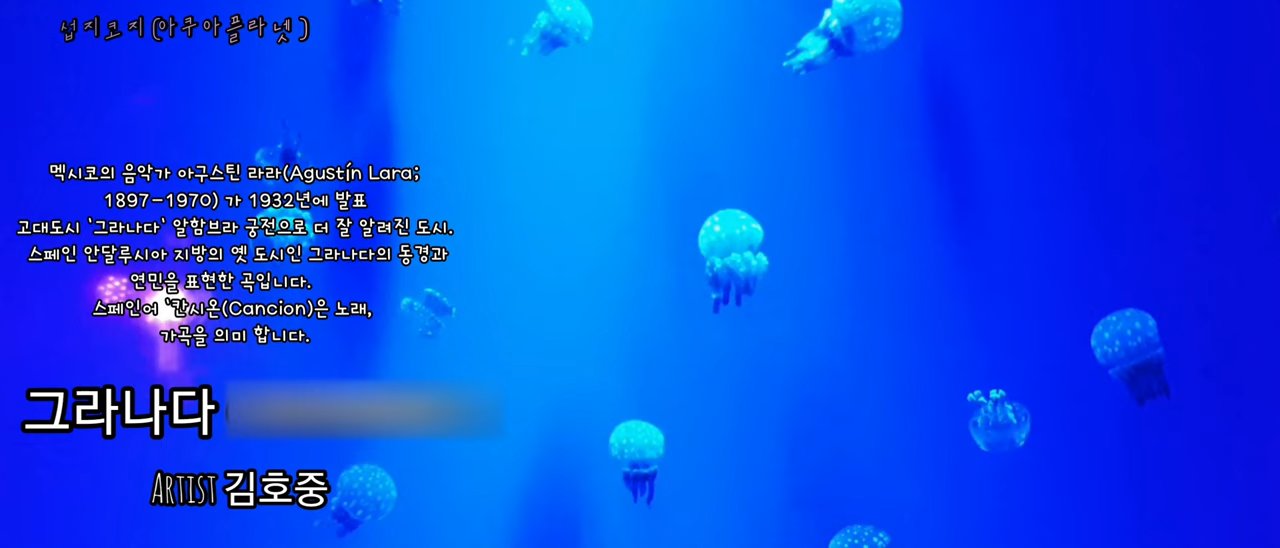 섭지코지(아쿠아플라넷)
멕시코의 음악가 아구스틴 라라(Agustín Lara;
1897-1970) 가 1932년에 발표
고대도시 '그라나다' 알함브라 궁전으로 더 잘 알려진 도시.
스페인 안달루시아 지방의 옛 도시인 그라나다의 동경과
연민을 표현한 곡입니다.
스페인어 '칸시온(Cancion)은 노래,
가곡을 의미 합니다.
그라나다
ARTIST 김호중